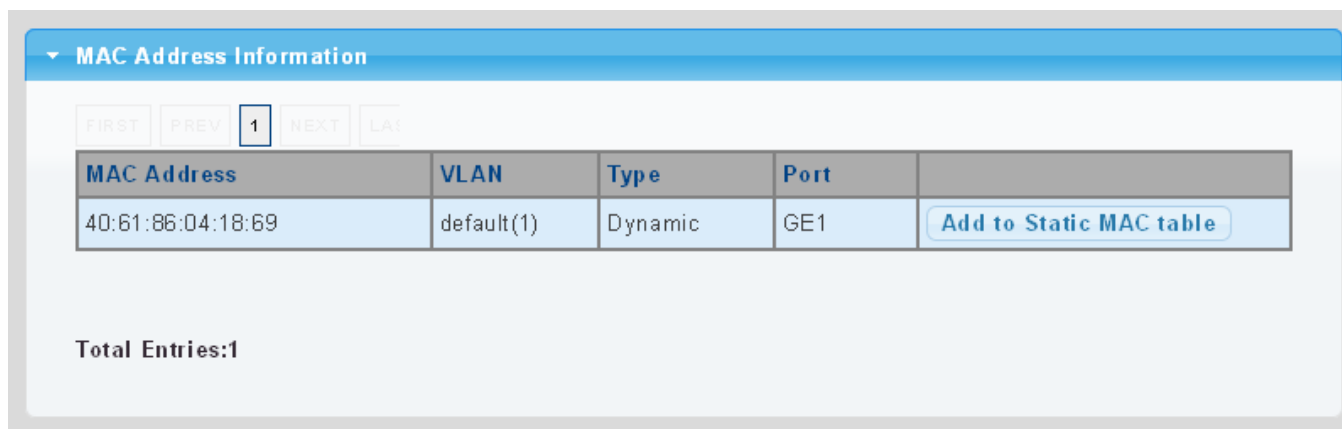 MAC Address Information
FIRST PREV 1 NEXT
MAC Address VLAN Type Port
40:61:86:04:18:69 default(1) Dynamic GE1 Add to Static MAC table
Total Entries:1